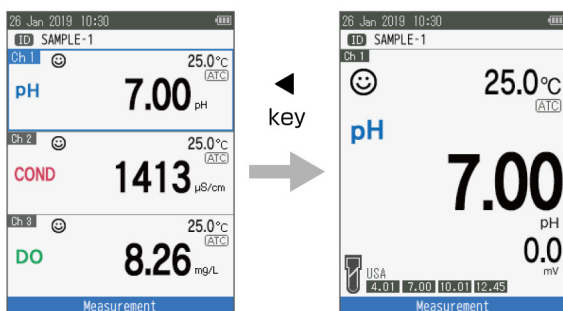 26 Jan 2019 10:30
ID SAMPLE-1
Ch 1 25.0°C
ATC
pH 7.00 pH
Ch 2 25.0°C
ATC
COND 1413 µS/cm
Ch 3 25.0°C
ATC
DO 8.26 mg/L
Measurement
◀
key
26 Jan 2019 10:30
ID SAMPLE-1
Ch 1
25.0°C
ATC
pH
7.00
pH
0.0
mV
USA
4.01 7.00 10.01 12.45
Measurement